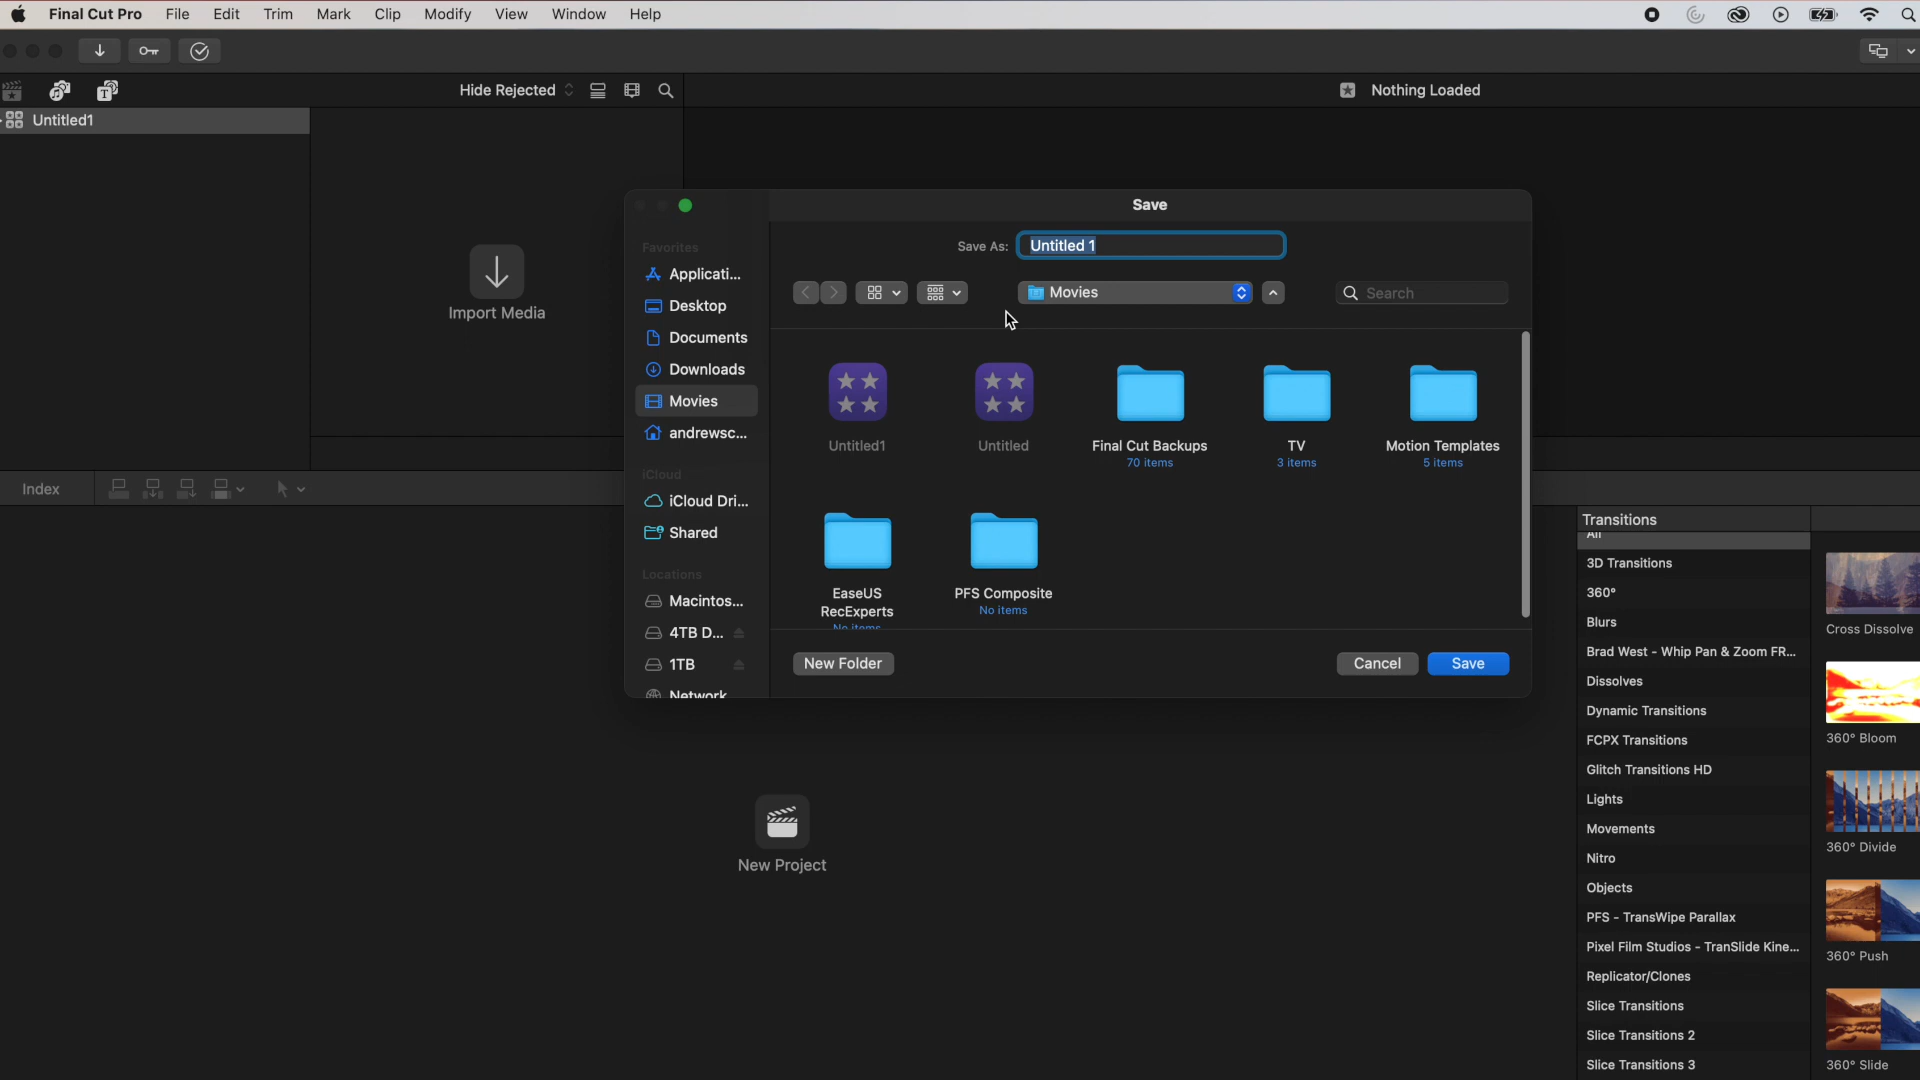 Final Cut Pro File Edit Trim Mark Clip Modify View Window Help
Hide Rejected
Nothing Loaded
Untitled1
Import Media
Index
Save
Save As: Untitled 1
Movies
Search
Favorites
Applicati...
Desktop
Documents
Downloads
Movies
andrewsc...
iCloud
iCloud Dri...
Shared
Locations
Macintos...
4TB D...
1TB
Network
Untitled1
Untitled
Final Cut Backups
70 items
TV
3 items
Motion Templates
5 items
EaseUS
RecExperts
No items
PFS Composite
No items
New Folder
Cancel
Save
New Project
Transitions
All
3D Transitions
360°
Blurs
Brad West - Whip Pan & Zoom FR...
Dissolves
Dynamic Transitions
FCPX Transitions
Glitch Transitions HD
Lights
Movements
Nitro
Objects
PFS - TransWipe Parallax
Pixel Film Studios - TranSlide Kine...
Replicator/Clones
Slice Transitions
Slice Transitions 2
Slice Transitions 3
Cross Dissolve
360° Bloom
360° Divide
360° Push
360° Slide